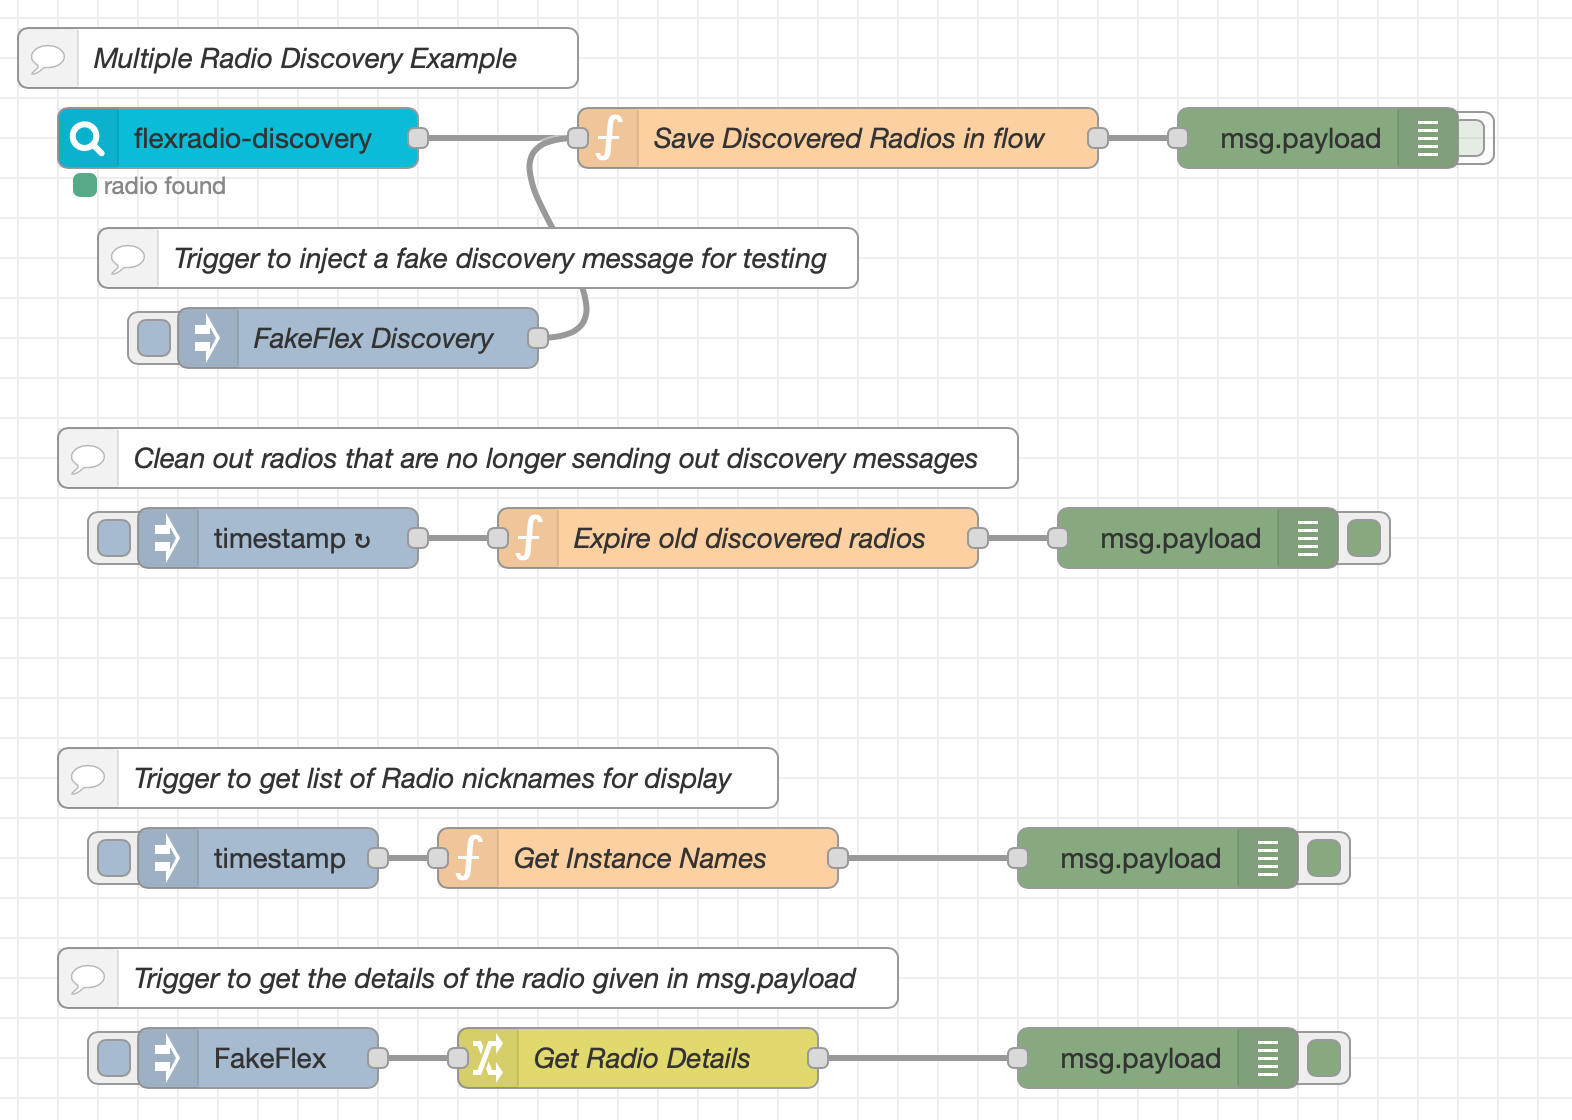 Multiple Radio Discovery Example
flexradio-discovery
Save Discovered Radios in flow
msg.payload
radio found
Trigger to inject a fake discovery message for testing
FakeFlex Discovery
Clean out radios that are no longer sending out discovery messages
timestamp ↻
Expire old discovered radios
msg.payload
Trigger to get list of Radio nicknames for display
timestamp
Get Instance Names
msg.payload
Trigger to get the details of the radio given in msg.payload
FakeFlex
Get Radio Details
msg.payload